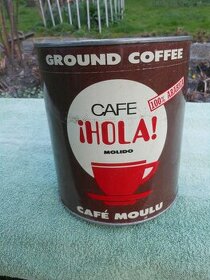 GROUND COFFEE
100% ARABICA
CAFE
¡HOLA!
MOLIDO
CAFÉ MOULU